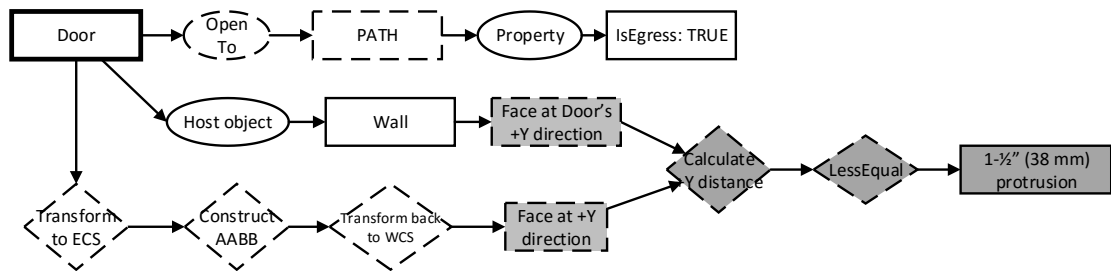 Door
Open
To
PATH
Property
IsEgress: TRUE
Host object
Wall
Face at Door’s
+Y direction
Calculate
Y distance
LessEqual
1-½” (38 mm)
protrusion
Transform
to ECS
Construct
AABB
Transform back
to WCS
Face at +Y
direction